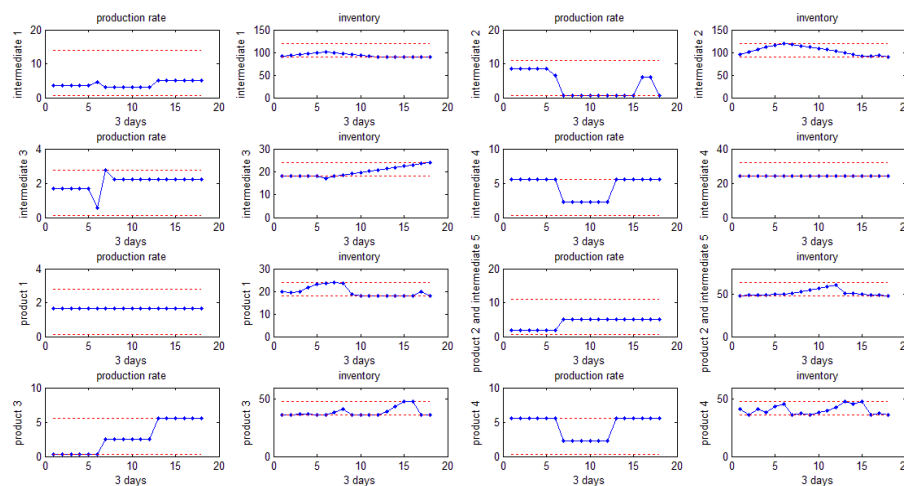 production rate
inventory
production rate
inventory
intermediate 1
20
10
0
0 5 10 15 20
3 days
intermediate 1
150
100
50
0
0 5 10 15 20
3 days
intermediate 2
20
10
0
0 5 10 15 20
3 days
intermediate 2
150
100
50
0
0 5 10 15 20
3 days
production rate
inventory
production rate
inventory
intermediate 3
4
2
0
0 5 10 15 20
3 days
intermediate 3
30
20
10
0
0 5 10 15 20
3 days
intermediate 4
10
5
0
0 5 10 15 20
3 days
intermediate 4
40
20
0
0 5 10 15 20
3 days
production rate
inventory
production rate
inventory
product 1
4
2
0
0 5 10 15 20
3 days
product 1
30
20
10
0
0 5 10 15 20
3 days
product 2 and intermediate 5
20
10
0
0 5 10 15 20
3 days
product 2 and intermediate 5
50
0
0 5 10 15 20
3 days
production rate
inventory
production rate
inventory
product 3
10
5
0
0 5 10 15 20
3 days
product 3
50
0
0 5 10 15 20
3 days
product 4
10
5
0
0 5 10 15 20
3 days
product 4
50
0
0 5 10 15 20
3 days